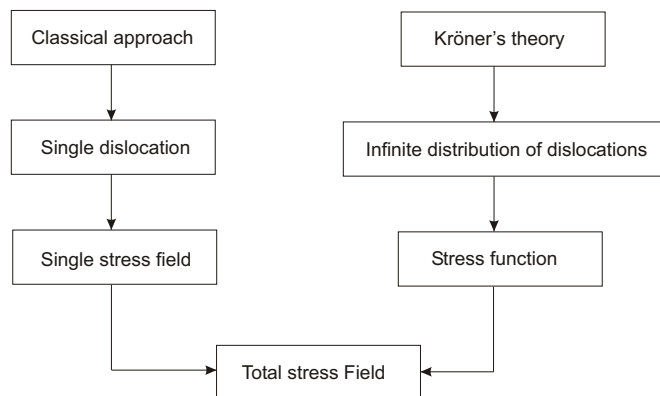 Classical approach
Kröner's theory
Single dislocation
Infinite distribution of dislocations
Single stress field
Stress function
Total stress Field